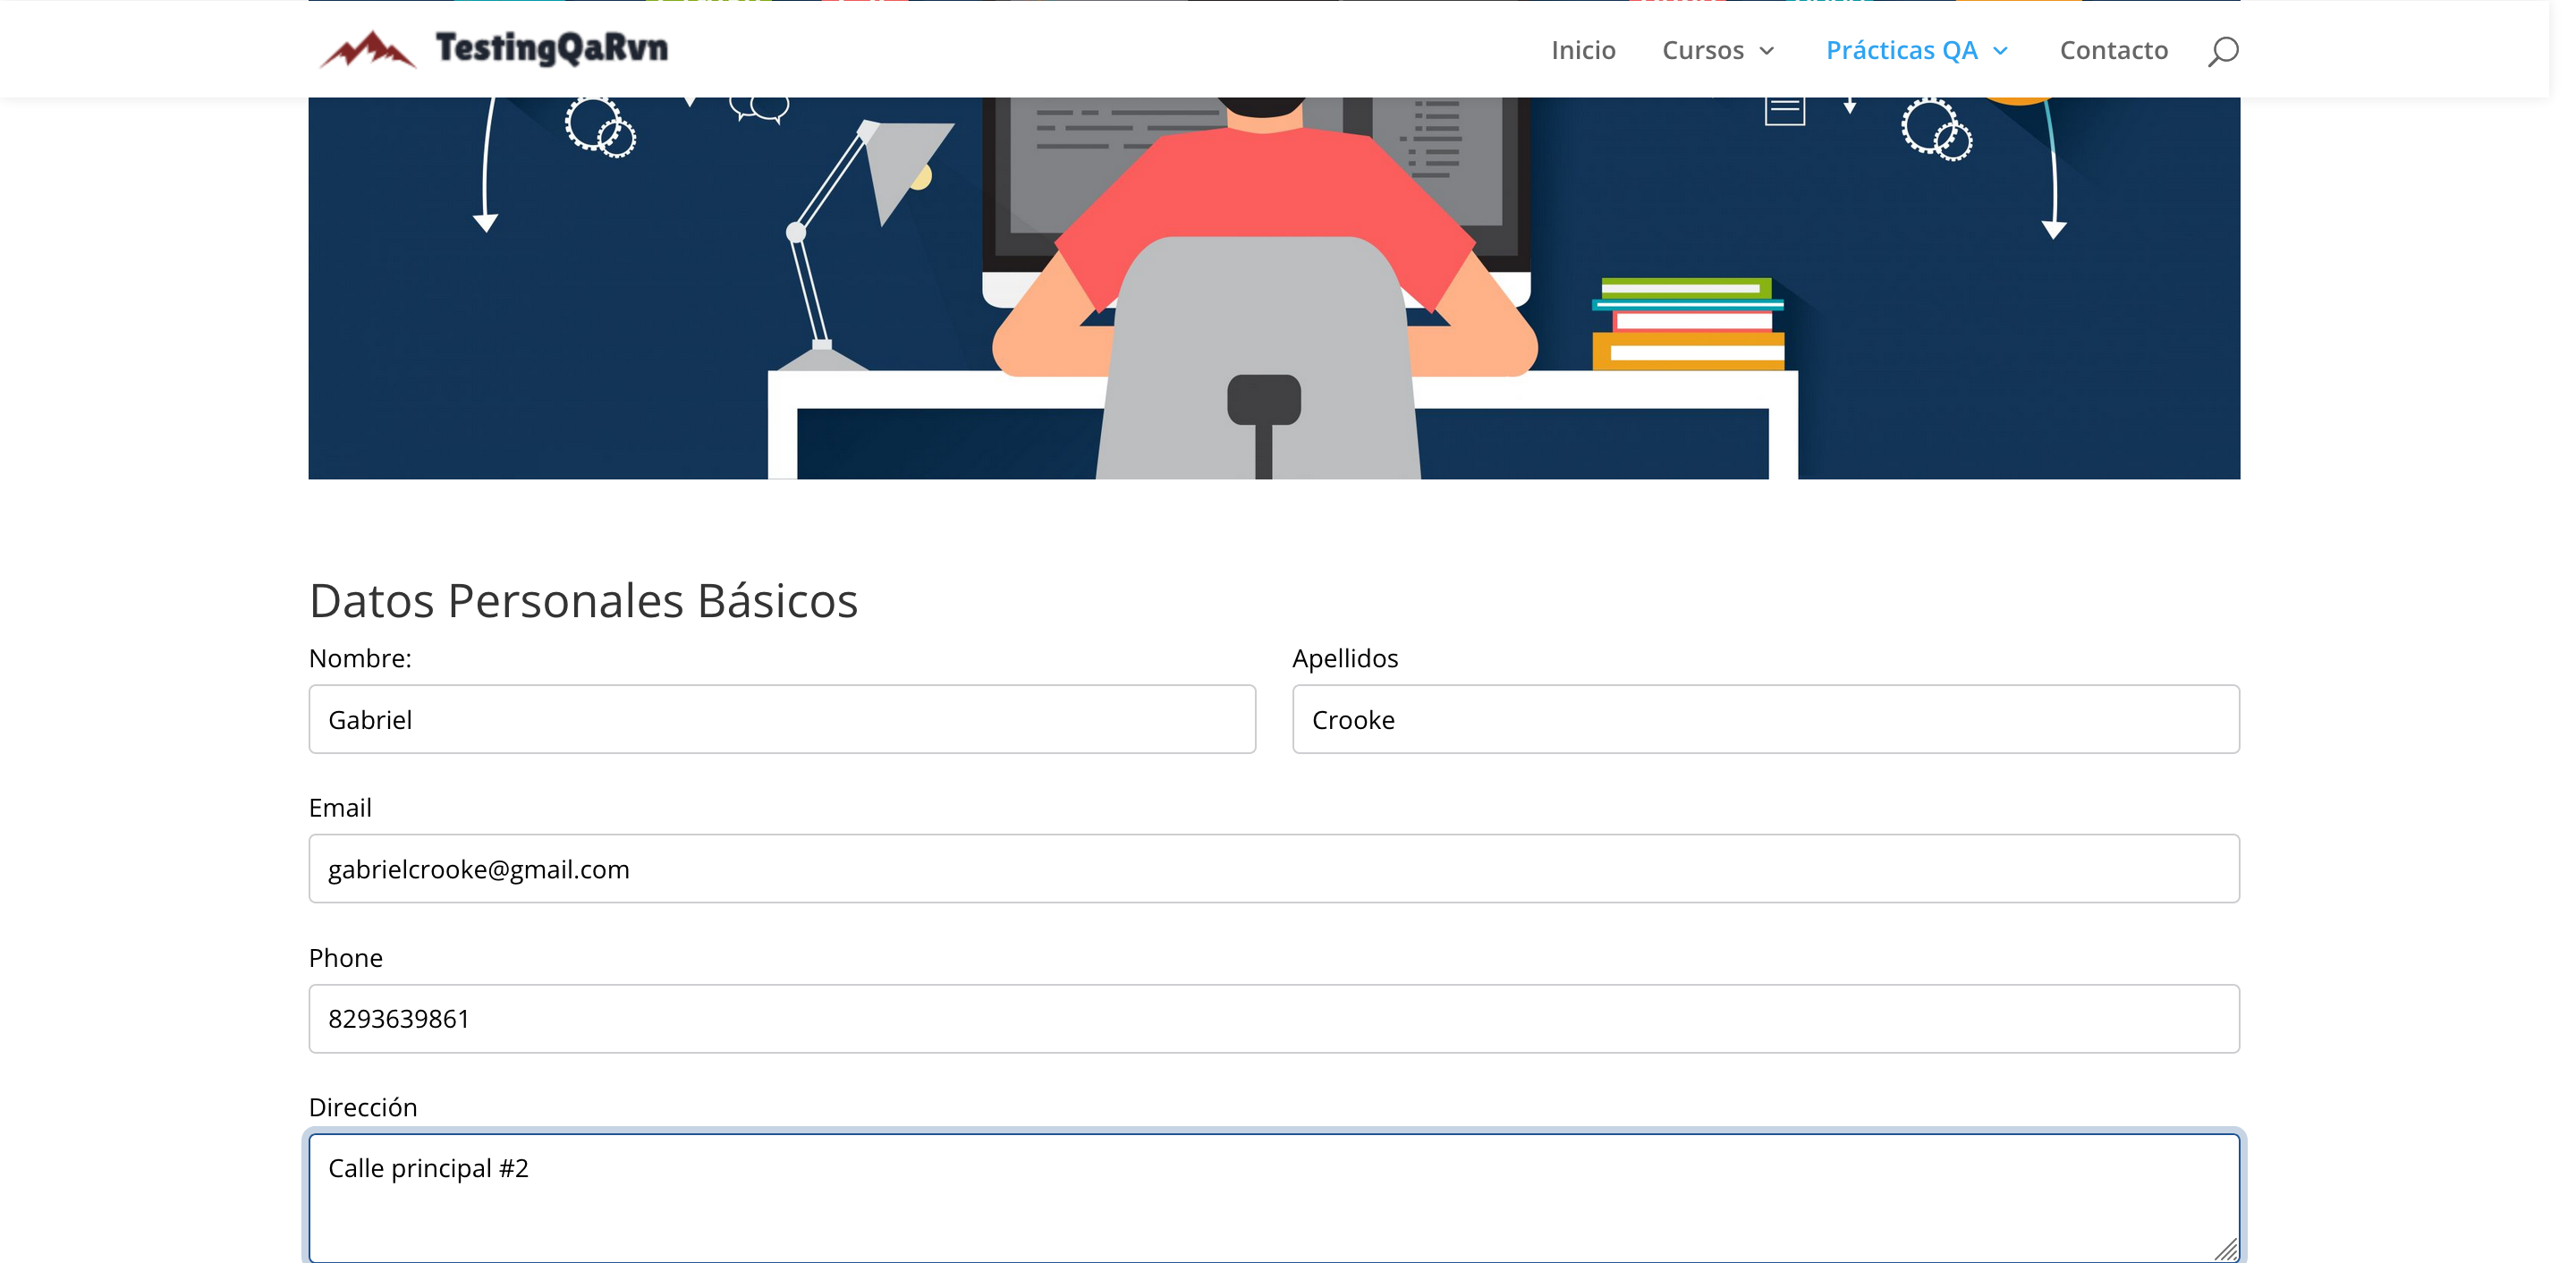 TestingQaRvn
Inicio Cursos Prácticas QA Contacto
Datos Personales Básicos
Nombre: Apellidos
Gabriel Crooke
Email
gabrielcrooke@gmail.com
Phone
8293639861
Dirección
Calle principal #2